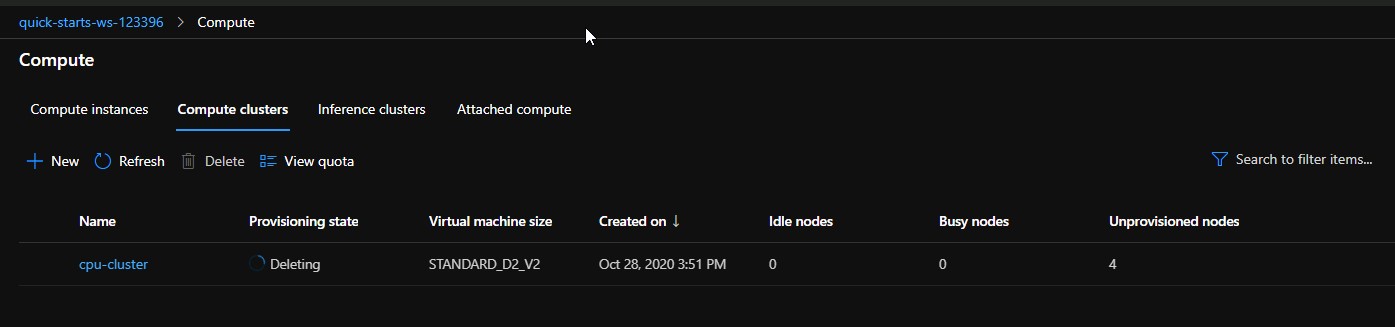 quick-starts-ws-123396 > Compute
Compute
Compute instances Compute clusters Inference clusters Attached compute
New Refresh Delete View quota Search to filter items...
Name Provisioning state Virtual machine size Created on ↓ Idle nodes Busy nodes Unprovisioned nodes
cpu-cluster Deleting STANDARD_D2_V2 Oct 28, 2020 3:51 PM 0 0 4